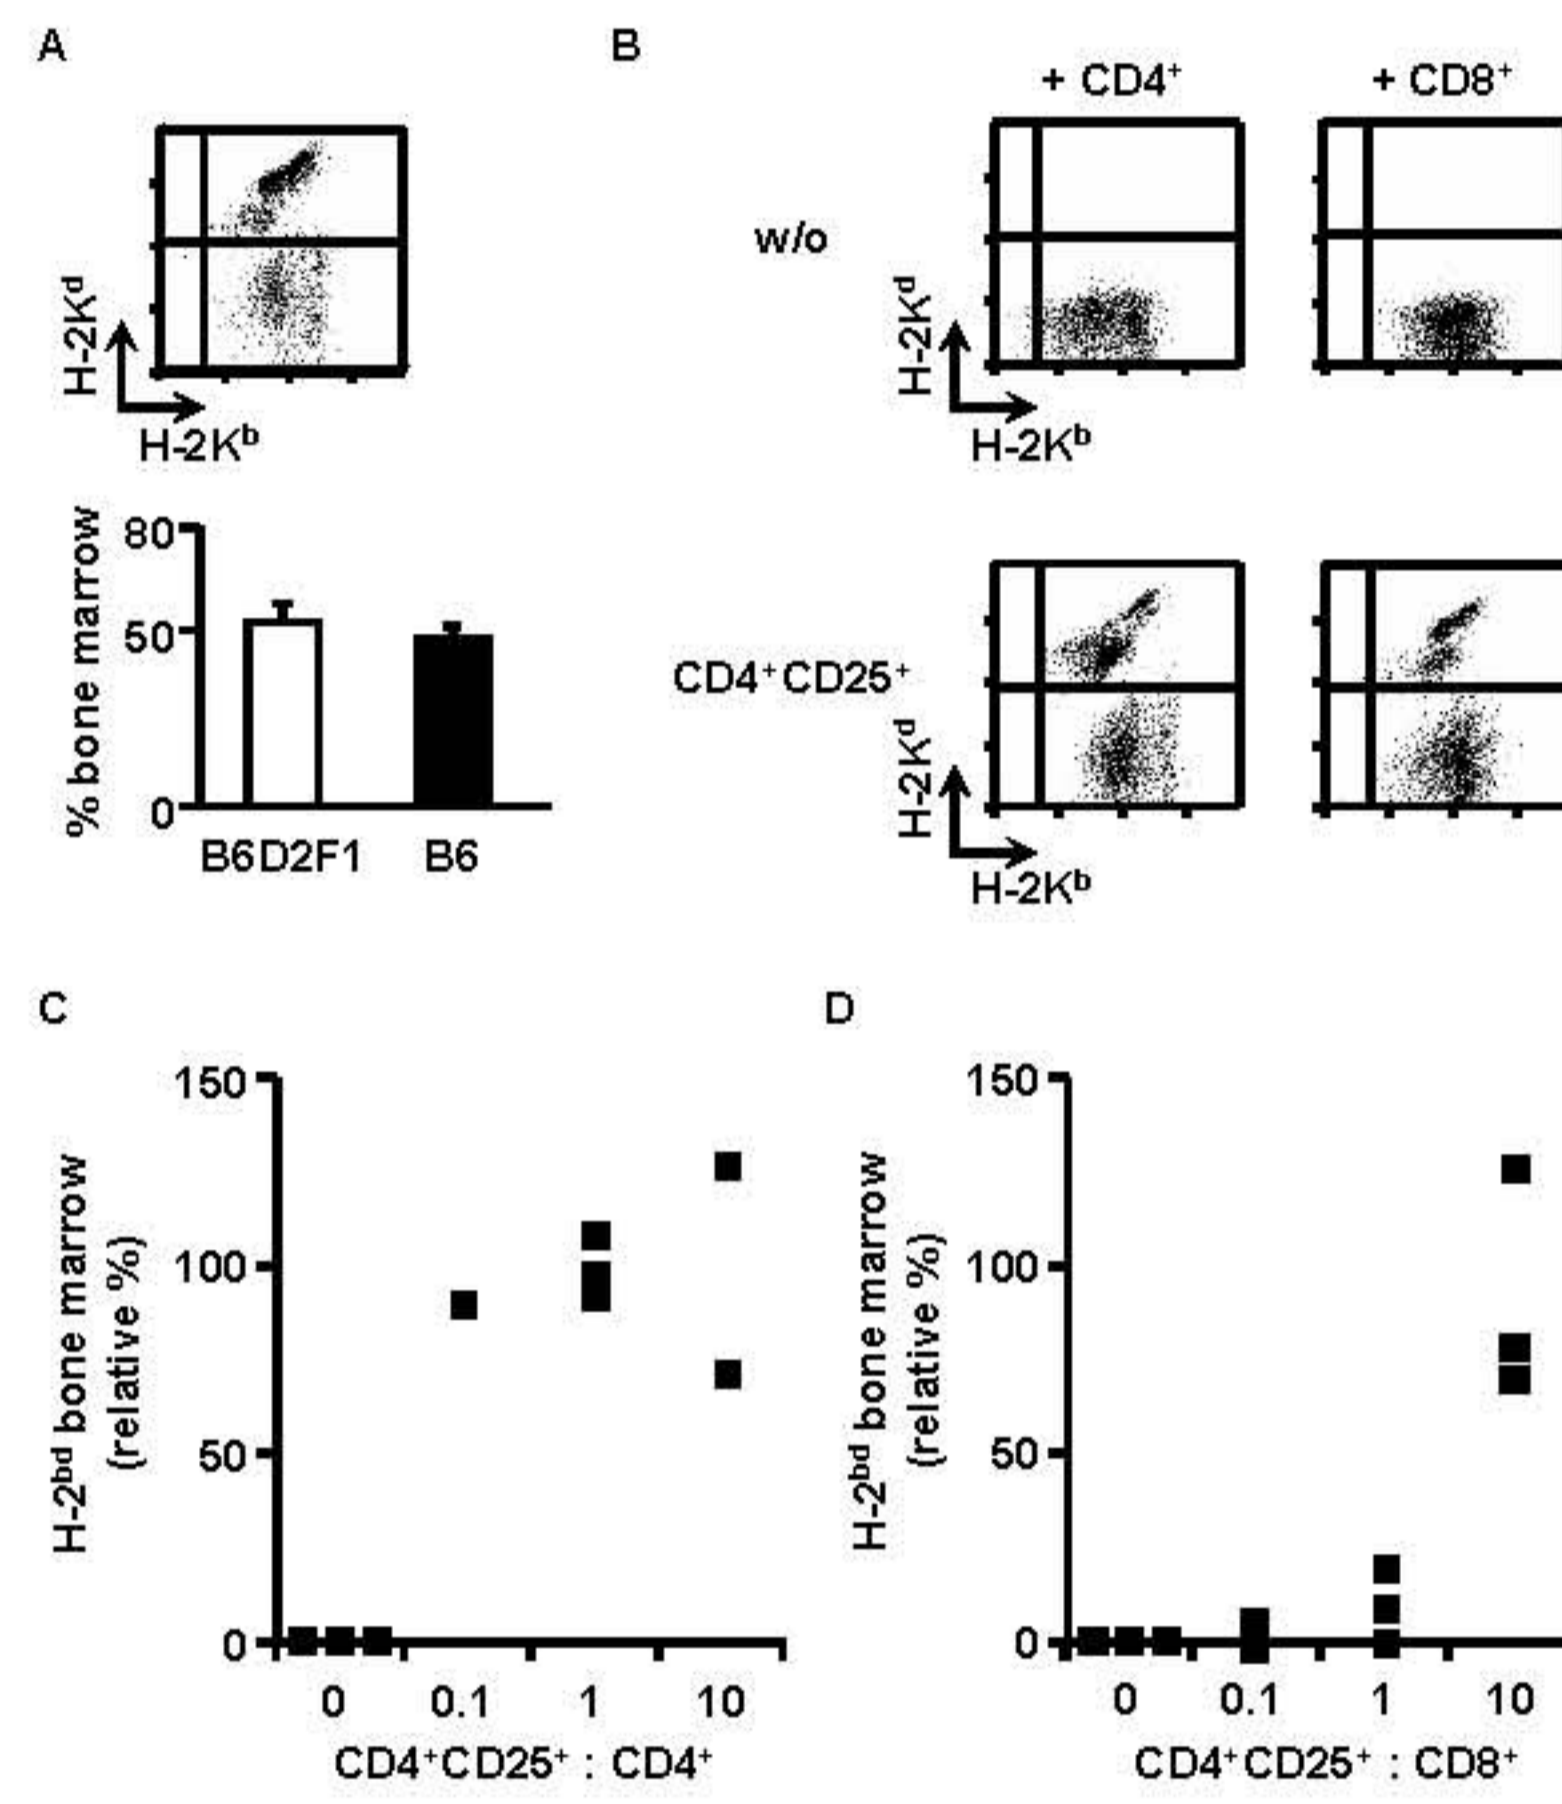 A
H-2Kᵈ
H-2Kᵇ
% bone marrow
80
50
0
B6D2F1 B6
B
+ CD4⁺ + CD8⁺
w/o
H-2Kᵈ
H-2Kᵇ
CD4⁺CD25⁺
H-2Kᵈ
H-2Kᵇ
C
H-2ᵇᵈ bone marrow
(relative %)
150
100
50
0
0 0.1 1 10
CD4⁺CD25⁺ : CD4⁺
D
H-2ᵇᵈ bone marrow
(relative %)
150
100
50
0
0 0.1 1 10
CD4⁺CD25⁺ : CD8⁺